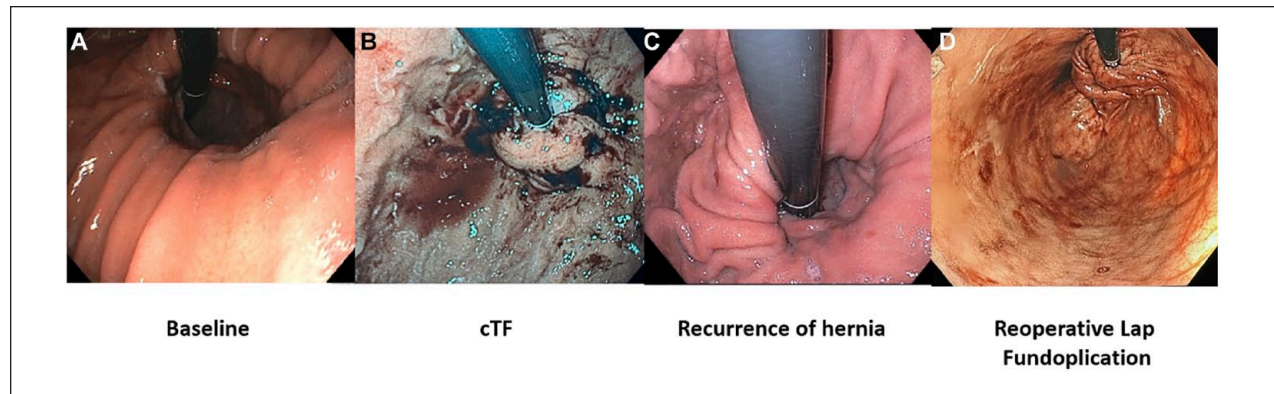 A
B
C
D
Baseline
cTF
Recurrence of hernia
Reoperative Lap
Fundoplication